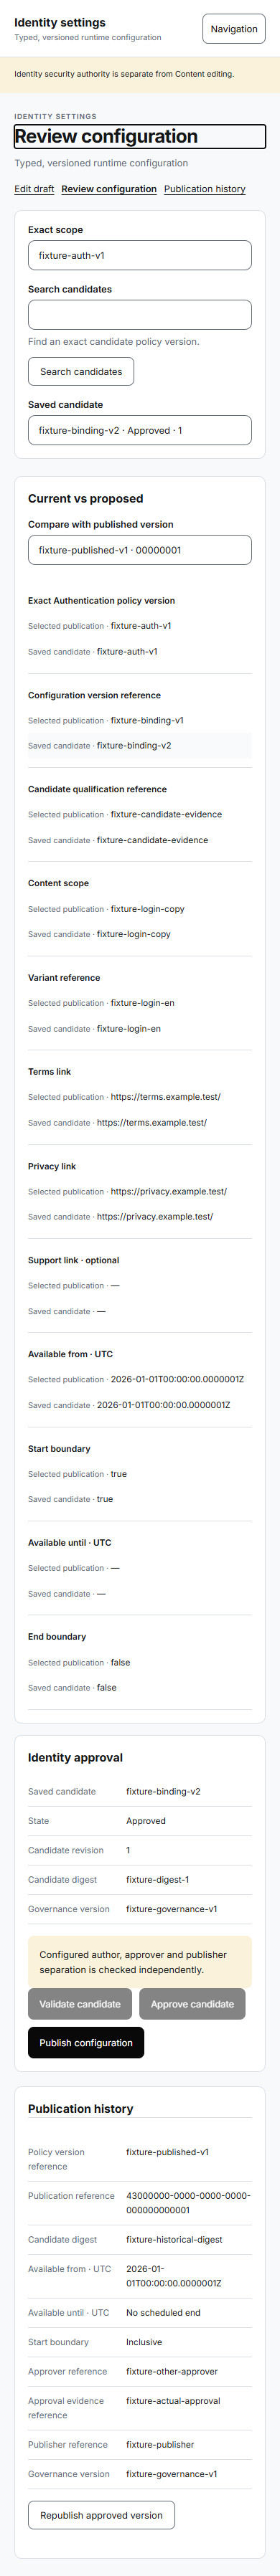 Identity settings
Typed, versioned runtime configuration
Navigation
Identity security authority is separate from Content editing.
IDENTITY SETTINGS
Review configuration
Typed, versioned runtime configuration
Edit draft Review configuration Publication history
Exact scope
fixture-auth-v1
Search candidates
Find an exact candidate policy version.
Search candidates
Saved candidate
fixture-binding-v2 · Approved · 1
Current vs proposed
Compare with published version
fixture-published-v1 · 00000001
Exact Authentication policy version
Selected publication · fixture-auth-v1
Saved candidate · fixture-auth-v1
Configuration version reference
Selected publication · fixture-binding-v1
Saved candidate · fixture-binding-v2
Candidate qualification reference
Selected publication · fixture-candidate-evidence
Saved candidate · fixture-candidate-evidence
Content scope
Selected publication · fixture-login-copy
Saved candidate · fixture-login-copy
Variant reference
Selected publication · fixture-login-en
Saved candidate · fixture-login-en
Terms link
Selected publication · https://terms.example.test/
Saved candidate · https://terms.example.test/
Privacy link
Selected publication · https://privacy.example.test/
Saved candidate · https://privacy.example.test/
Support link · optional
Selected publication · —
Saved candidate · —
Available from · UTC
Selected publication · 2026-01-01T00:00:00.0000001Z
Saved candidate · 2026-01-01T00:00:00.0000001Z
Start boundary
Selected publication · true
Saved candidate · true
Available until · UTC
Selected publication · —
Saved candidate · —
End boundary
Selected publication · false
Saved candidate · false
Identity approval
Saved candidate fixture-binding-v2
State Approved
Candidate revision 1
Candidate digest fixture-digest-1
Governance version fixture-governance-v1
Configured author, approver and publisher
separation is checked independently.
Validate candidate Approve candidate
Publish configuration
Publication history
Policy version fixture-published-v1
reference
Publication reference 43000000-0000-0000-0000-
000000000001
Candidate digest fixture-historical-digest
Available from · UTC 2026-01-
01T00:00:00.0000001Z
Available until · UTC No scheduled end
Start boundary Inclusive
Approver reference fixture-other-approver
Approval evidence fixture-actual-approval
reference
Publisher reference fixture-publisher
Governance version fixture-governance-v1
Republish approved version